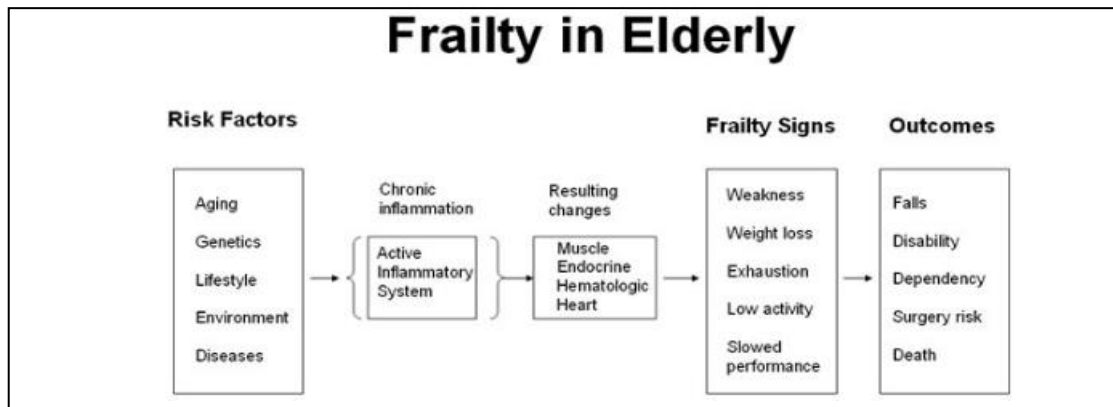 Frailty in Elderly
Risk Factors
Aging
Genetics
Lifestyle
Environment
Diseases
Chronic
inflammation
Active
Inflammatory
System
Resulting
changes
Muscle
Endocrine
Hematologic
Heart
Frailty Signs
Weakness
Weight loss
Exhaustion
Low activity
Slowed
performance
Outcomes
Falls
Disability
Dependency
Surgery risk
Death